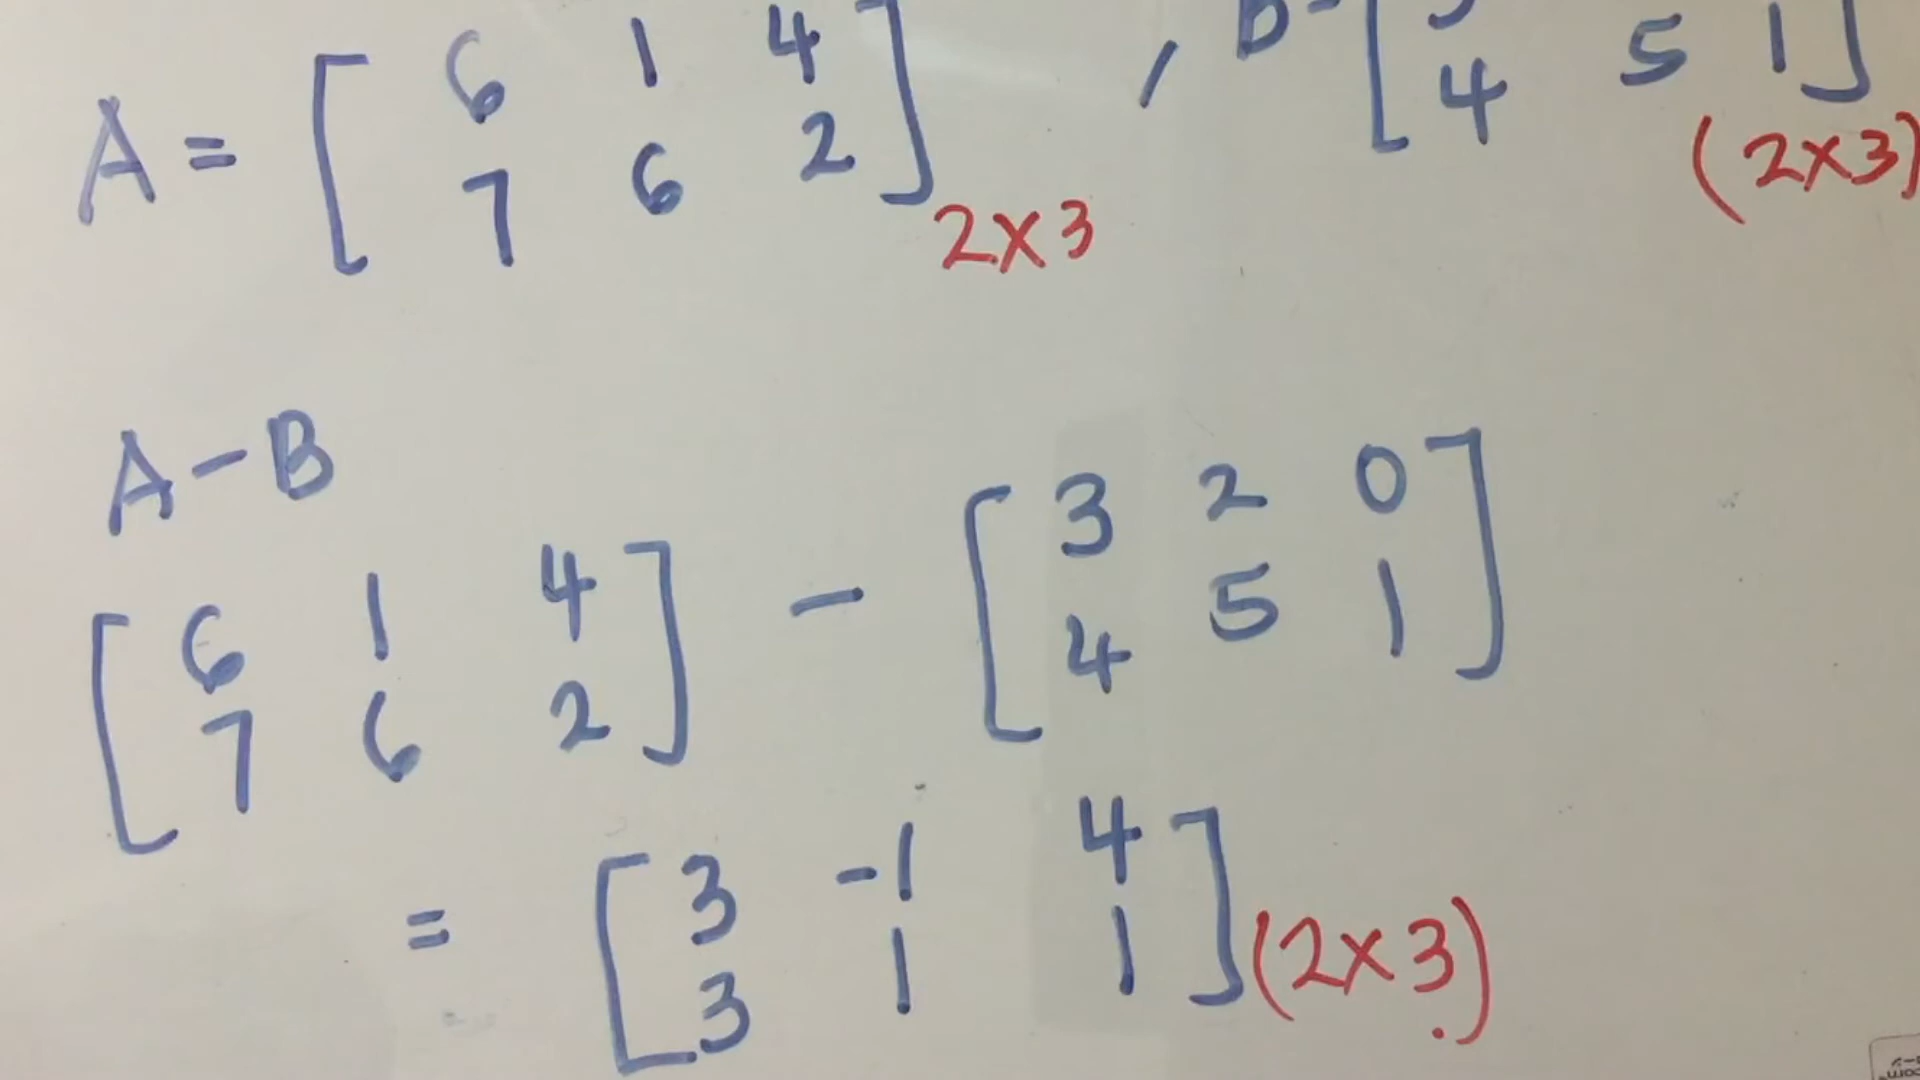 A = [ 6 1 4 ] , B = [
7 6 2 2x3 4 5 1 ] (2x3)
A - B
[ 6 1 4 ] - [ 3 2 0 ]
[ 7 6 2 ] [ 4 5 1 ]
= [ 3 -1 4 ]
[ 3 1 1 ] (2x3)